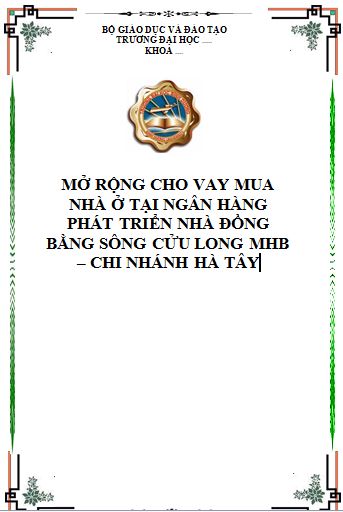 BỘ GIÁO DỤC VÀ ĐÀO TẠO
TRƯỜNG ĐẠI HỌC .....
KHOA ....
MỞ RỘNG CHO VAY MUA
NHÀ Ở TẠI NGÂN HÀNG
PHÁT TRIỂN NHÀ ĐỒNG
BẰNG SÔNG CỬU LONG MHB
– CHI NHÁNH HÀ TÂY